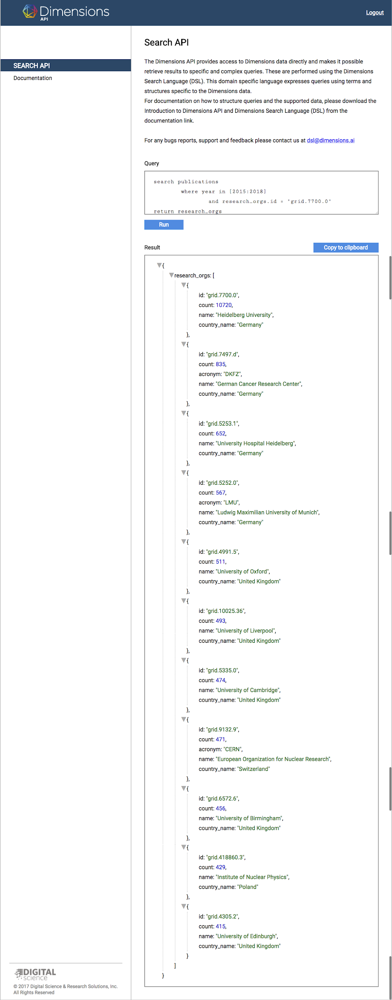 Dimensions
API
Logout
SEARCH API
Documentation
Search API
The Dimensions API provides access to Dimensions data directly and makes it possible
retrieve results to specific and complex queries. These are performed using the Dimensions
Search Language (DSL). This domain specific language expresses queries using terms and
structures specific to the Dimensions data.
For documentation on how to structure queries and the supported data, please download the
Introduction to Dimensions API and Dimensions Search Language (DSL) from the
documentation link.
For any bugs reports, support and feedback please contact us at dsl@dimensions.ai
Query
search publications
where year in [2015:2018]
and research_orgs.id = "grid.7700.0"
return research_orgs
Run
Result
Copy to clipboard
{
research_orgs: [
{
id: "grid.7700.0",
count: 10720,
name: "Heidelberg University",
country_name: "Germany"
},
{
id: "grid.7497.d",
count: 835,
acronym: "DKFZ",
name: "German Cancer Research Center",
country_name: "Germany"
},
{
id: "grid.5253.1",
count: 652,
name: "University Hospital Heidelberg",
country_name: "Germany"
},
{
id: "grid.5252.0",
count: 567,
acronym: "LMU",
name: "Ludwig Maximilian University of Munich",
country_name: "Germany"
},
{
id: "grid.4991.5",
count: 511,
name: "University of Oxford",
country_name: "United Kingdom"
},
{
id: "grid.10025.36",
count: 493,
name: "University of Liverpool",
country_name: "United Kingdom"
},
{
id: "grid.5335.0",
count: 474,
name: "University of Cambridge",
country_name: "United Kingdom"
},
{
id: "grid.9132.9",
count: 471,
acronym: "CERN",
name: "European Organization for Nuclear Research",
country_name: "Switzerland"
},
{
id: "grid.6572.6",
count: 456,
name: "University of Birmingham",
country_name: "United Kingdom"
},
{
id: "grid.418860.3",
count: 429,
name: "Institute of Nuclear Physics",
country_name: "Poland"
},
{
id: "grid.4305.2",
count: 415,
name: "University of Edinburgh",
country_name: "United Kingdom"
}
]
}
DIGITAL
science
© 2017 Digital Science & Research Solutions, Inc.
All Rights Reserved